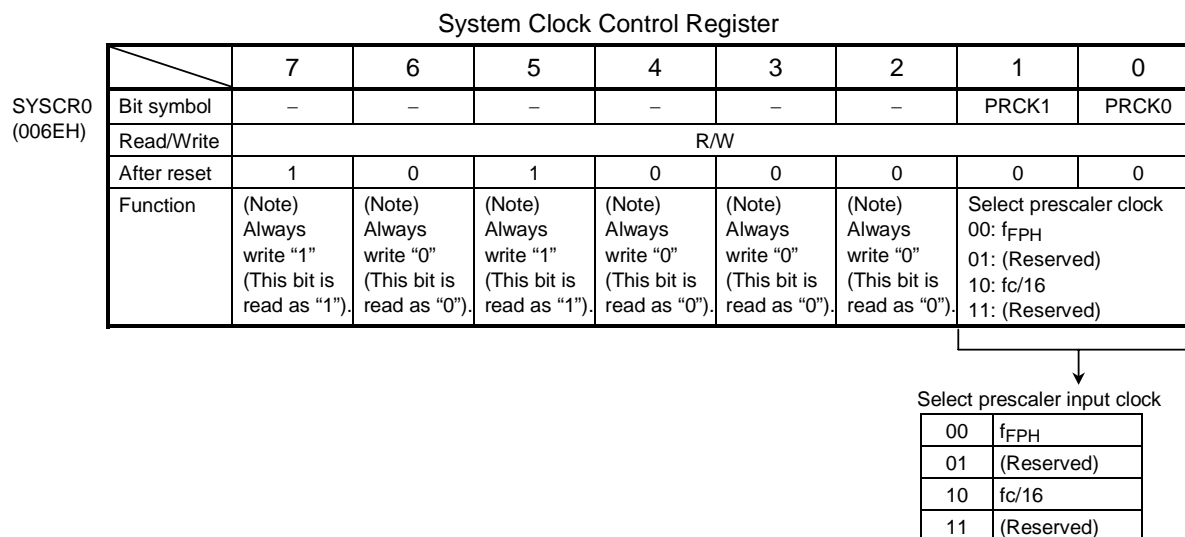 System Clock Control Register
7 6 5 4 3 2 1 0
SYSCR0 (006EH)
Bit symbol – – – – – – PRCK1 PRCK0
Read/Write R/W
After reset 1 0 1 0 0 0 0 0
Function
(Note) Always write “1” (This bit is read as “1”).
(Note) Always write “0” (This bit is read as “0”).
(Note) Always write “1” (This bit is read as “1”).
(Note) Always write “0” (This bit is read as “0”).
(Note) Always write “0” (This bit is read as “0”).
(Note) Always write “0” (This bit is read as “0”).
Select prescaler clock
00: fFPH
01: (Reserved)
10: fc/16
11: (Reserved)
Select prescaler input clock
00 fFPH
01 (Reserved)
10 fc/16
11 (Reserved)